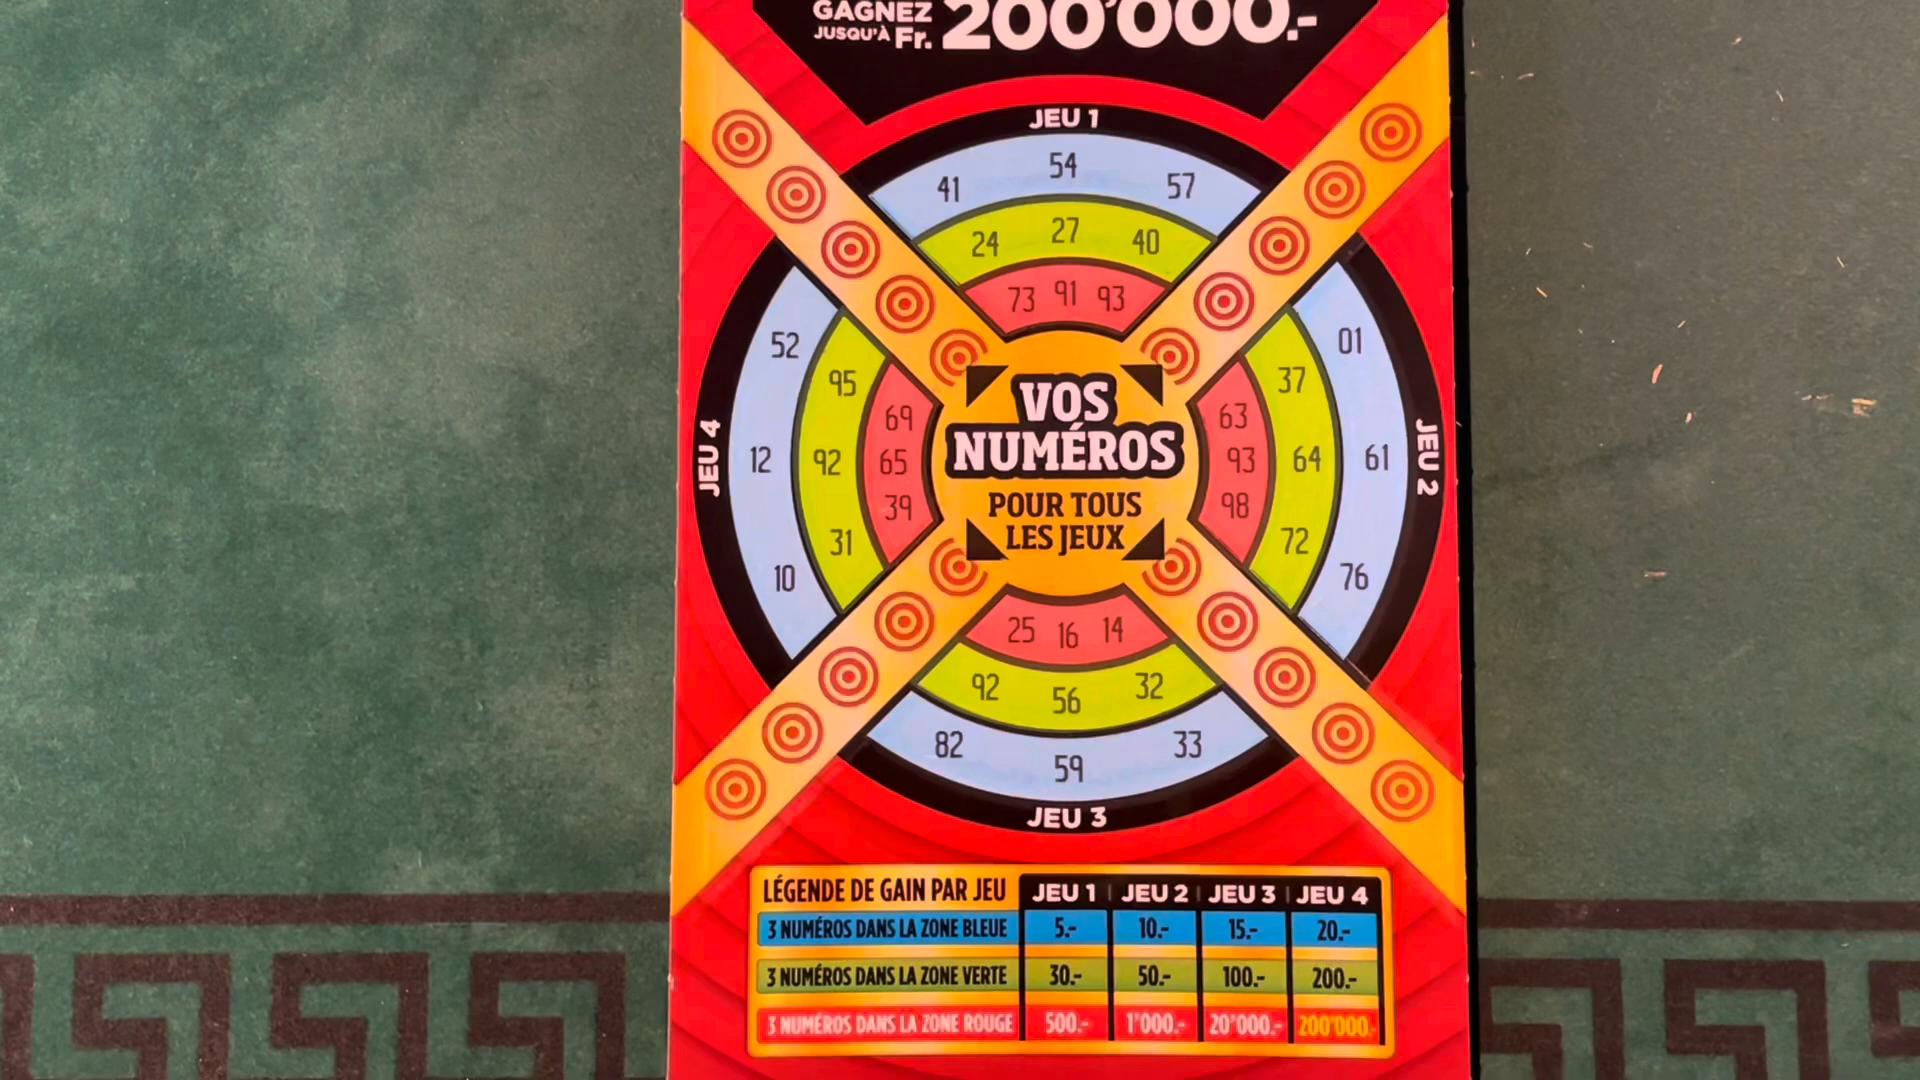 GAGNEZ
JUSQU'À Fr. 200'000.-
JEU 1
41 54 57
24 27 40
73 91 93
JEU 4
52 12 10
95 92 31
69 65 39
VOS
NUMÉROS
POUR TOUS
LES JEUX
63 93 98
37 64 72
01 61 76
JEU 2
25 16 14
92 56 32
82 59 33
JEU 3
LÉGENDE DE GAIN PAR JEU JEU 1 JEU 2 JEU 3 JEU 4
3 NUMÉROS DANS LA ZONE BLEUE 5.- 10.- 15.- 20.-
3 NUMÉROS DANS LA ZONE VERTE 30.- 50.- 100.- 200.-
3 NUMÉROS DANS LA ZONE ROUGE 500.- 1'000.- 20'000.- 200'000.-